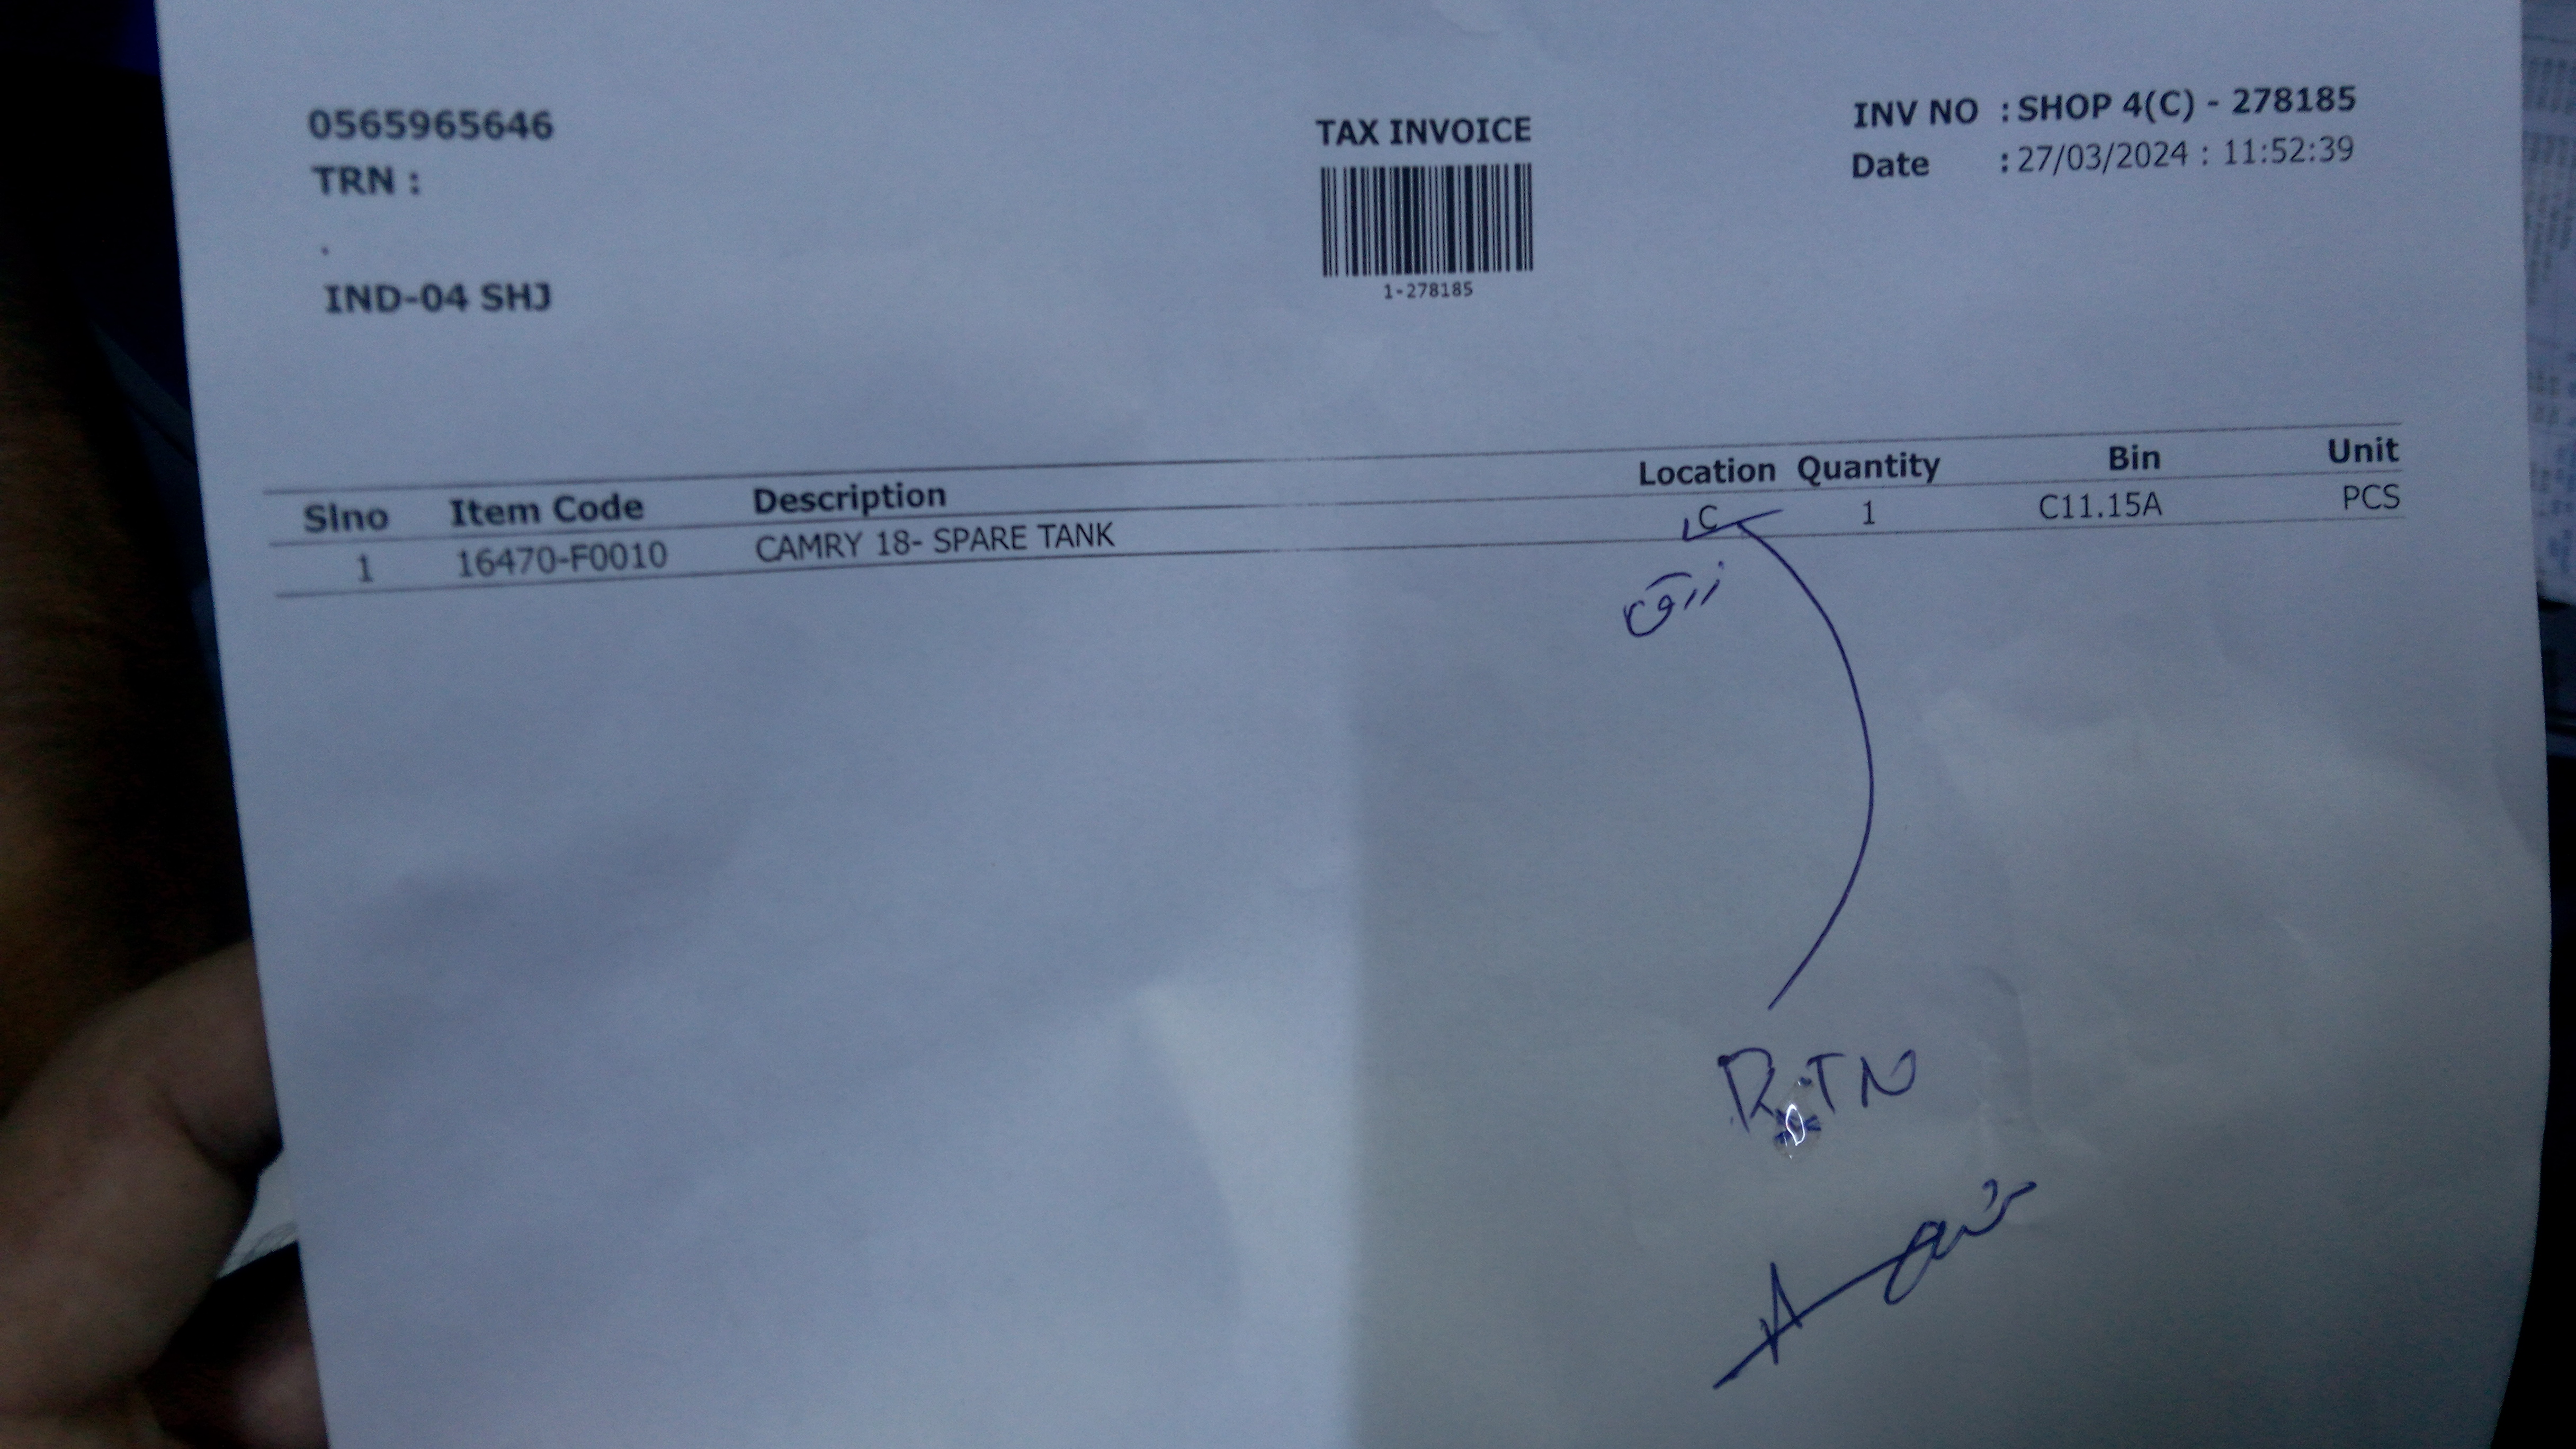 0565965646
TRN :
.
IND-04 SHJ
TAX INVOICE
1-278185
INV NO : SHOP 4(C) - 278185
Date : 27/03/2024 : 11:52:39
Slno Item Code Description Location Quantity Bin Unit
1 16470-F0010 CAMRY 18- SPARE TANK C 1 C11.15A PCS
RTN